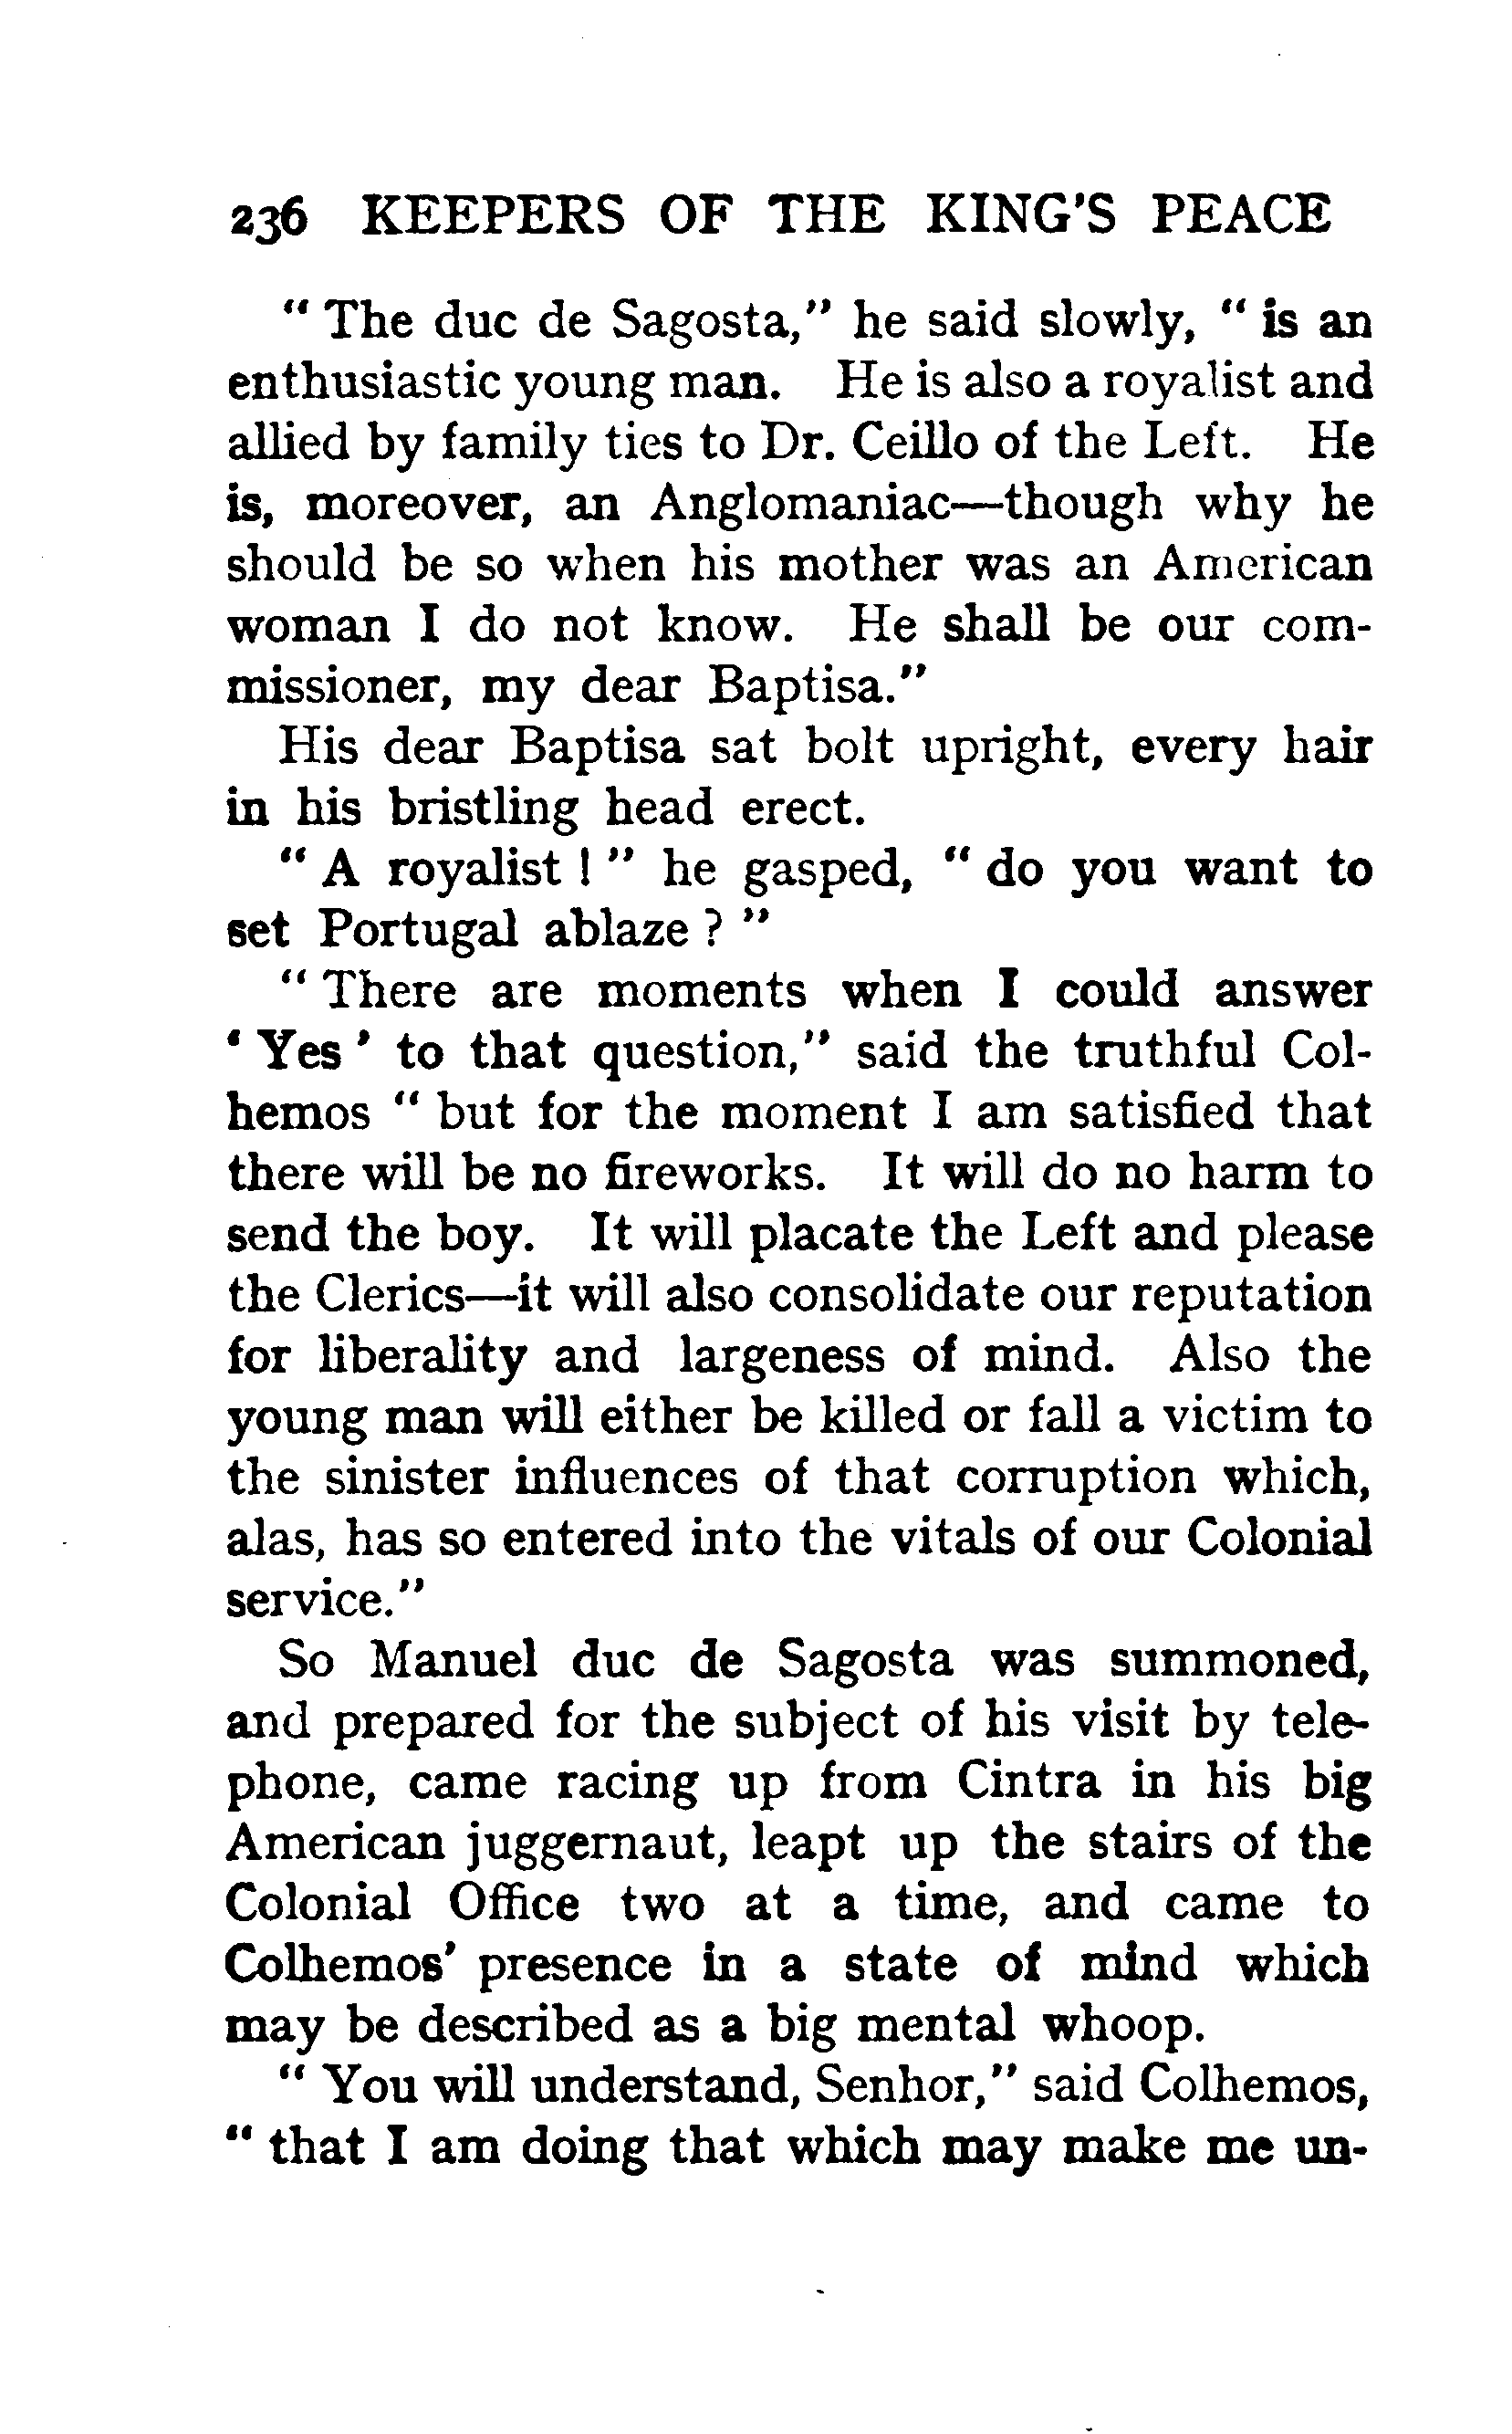 236 KEEPERS OF THE KING'S PEACE
" The duc de Sagosta," he said slowly, " is an
enthusiastic young man. He is also a royalist and
allied by family ties to Dr. Ceillo of the Left. He
is, moreover, an Anglomaniac—though why he
should be so when his mother was an American
woman I do not know. He shall be our com-
missioner, my dear Baptisa."
His dear Baptisa sat bolt upright, every hair
in his bristling head erect.
" A royalist ! " he gasped, " do you want to
set Portugal ablaze ? "
" There are moments when I could answer
' Yes ' to that question," said the truthful Col-
hemos " but for the moment I am satisfied that
there will be no fireworks. It will do no harm to
send the boy. It will placate the Left and please
the Clerics—it will also consolidate our reputation
for liberality and largeness of mind. Also the
young man will either be killed or fall a victim to
the sinister influences of that corruption which,
alas, has so entered into the vitals of our Colonial
service."
So Manuel duc de Sagosta was summoned,
and prepared for the subject of his visit by tele-
phone, came racing up from Cintra in his big
American juggernaut, leapt up the stairs of the
Colonial Office two at a time, and came to
Colhemos' presence in a state of mind which
may be described as a big mental whoop.
" You will understand, Senhor," said Colhemos,
" that I am doing that which may make me un-